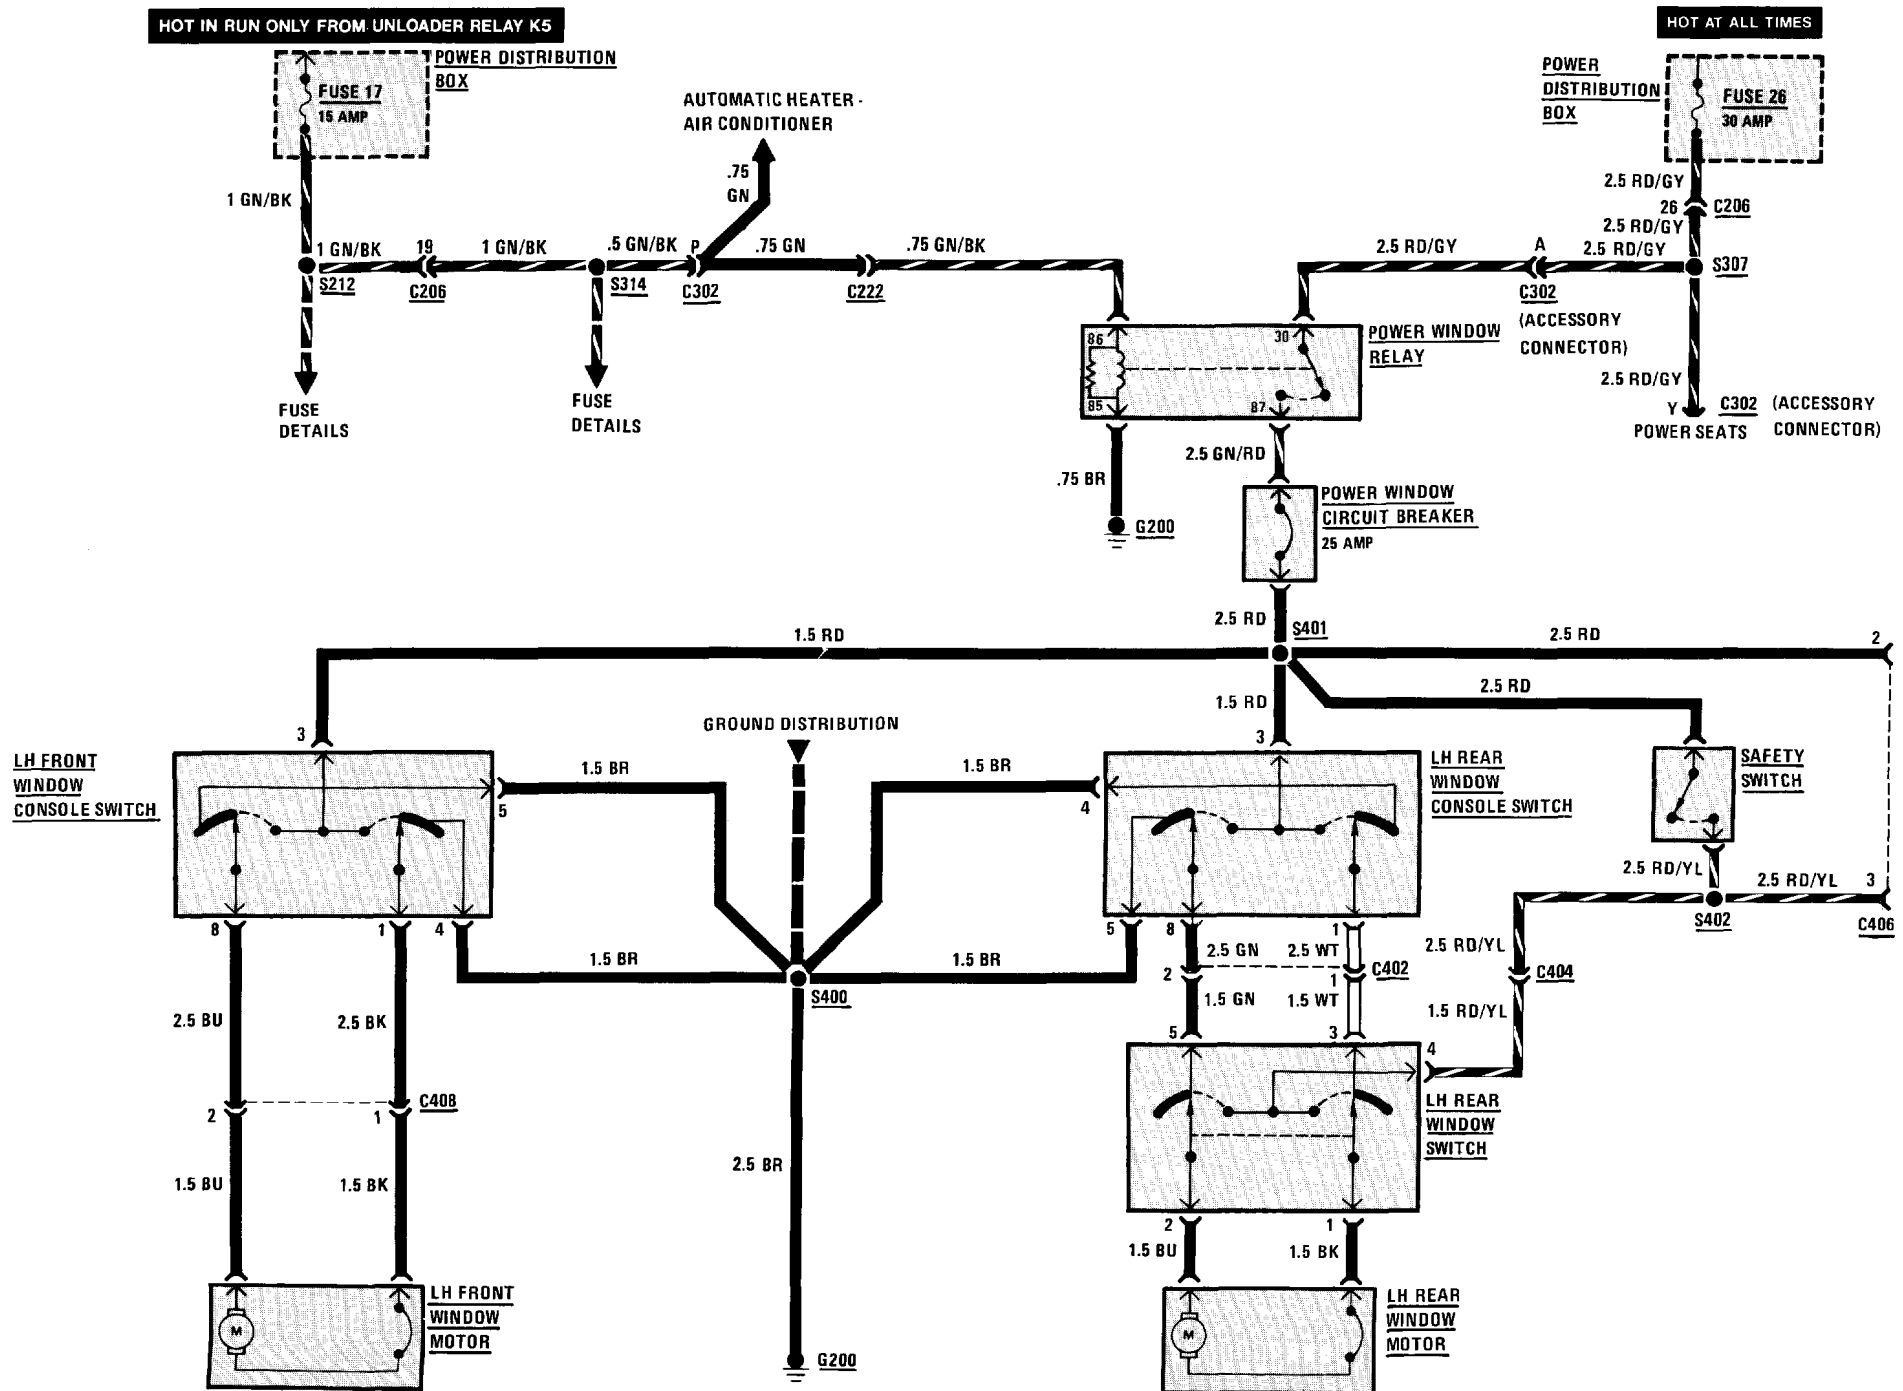 HOT IN RUN ONLY FROM UNLOADER RELAY K5
HOT AT ALL TIMES
POWER DISTRIBUTION
BOX
FUSE 17
15 AMP
AUTOMATIC HEATER -
AIR CONDITIONER
POWER
DISTRIBUTION
BOX
FUSE 26
30 AMP
.75
GN
1 GN/BK
2.5 RD/GY
26
C206
2.5 RD/GY
1 GN/BK
19
1 GN/BK
.5 GN/BK
P
.75 GN
.75 GN/BK
2.5 RD/GY
A
2.5 RD/GY
S212
C206
S314
C302
C222
C302
S307
(ACCESSORY
CONNECTOR)
86
30
POWER WINDOW
RELAY
85
87
2.5 RD/GY
Y
C302
(ACCESSORY
CONNECTOR)
POWER SEATS
FUSE
DETAILS
FUSE
DETAILS
2.5 GN/RD
.75 BR
G200
POWER WINDOW
CIRCUIT BREAKER
25 AMP
2.5 RD
S401
1.5 RD
2.5 RD
2
1.5 RD
2.5 RD
GROUND DISTRIBUTION
3
3
LH FRONT
WINDOW
CONSOLE SWITCH
1.5 BR
5
1.5 BR
4
LH REAR
WINDOW
CONSOLE SWITCH
SAFETY
SWITCH
2.5 RD/YL
2.5 RD/YL
3
S402
C406
8
1
4
5
8
1
2.5 RD/YL
2.5 GN
2.5 WT
1.5 BR
1.5 BR
S400
2
1
C402
C404
1.5 GN
1.5 WT
1.5 RD/YL
2.5 BU
2.5 BK
5
3
4
2
1
C408
LH REAR
WINDOW
SWITCH
2.5 BR
1.5 BU
1.5 BK
2
1
1.5 BU
1.5 BK
LH FRONT
WINDOW
MOTOR
M
LH REAR
WINDOW
MOTOR
M
G200